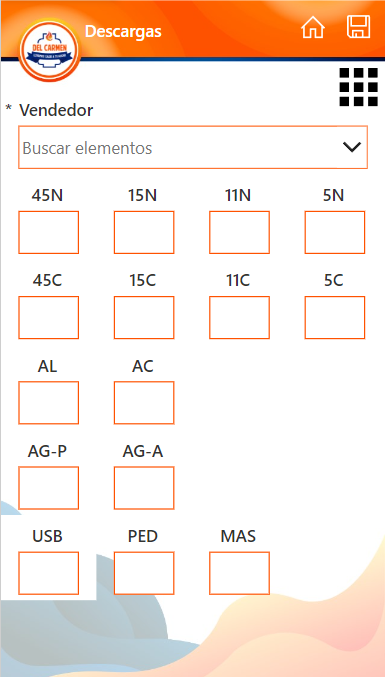 DEL CARMEN
Descargas
* Vendedor
Buscar elementos
45N 15N 11N 5N
45C 15C 11C 5C
AL AC
AG-P AG-A
USB PED MAS